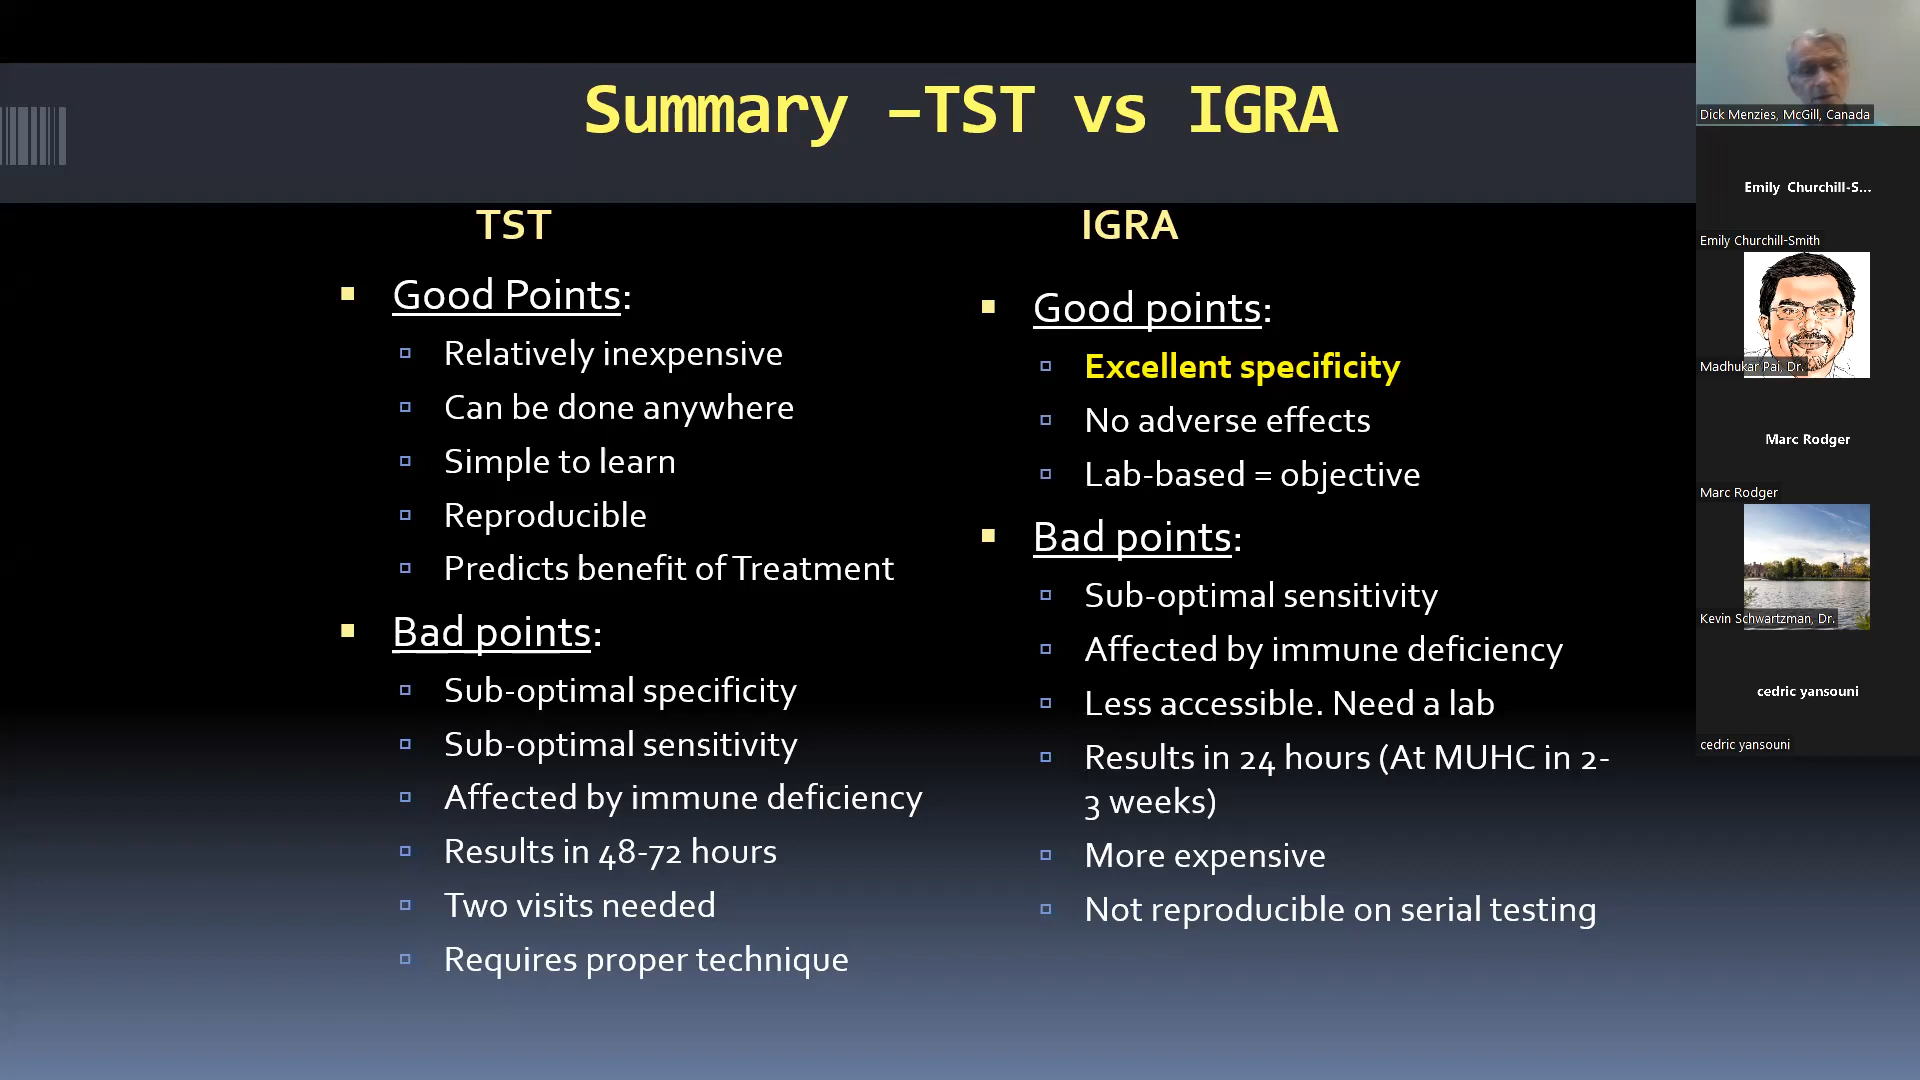 Summary –TST vs IGRA
TST
Good Points:
Relatively inexpensive
Can be done anywhere
Simple to learn
Reproducible
Predicts benefit of Treatment
Bad points:
Sub-optimal specificity
Sub-optimal sensitivity
Affected by immune deficiency
Results in 48-72 hours
Two visits needed
Requires proper technique
IGRA
Good points:
Excellent specificity
No adverse effects
Lab-based = objective
Bad points:
Sub-optimal sensitivity
Affected by immune deficiency
Less accessible. Need a lab
Results in 24 hours (At MUHC in 2-
3 weeks)
More expensive
Not reproducible on serial testing
Dick Menzies, McGill, Canada
Emily Churchill-S...
Emily Churchill-Smith
Madhukar Pai, Dr.
Marc Rodger
Marc Rodger
Kevin Schwartzman, Dr.
cedric yansouni
cedric yansouni